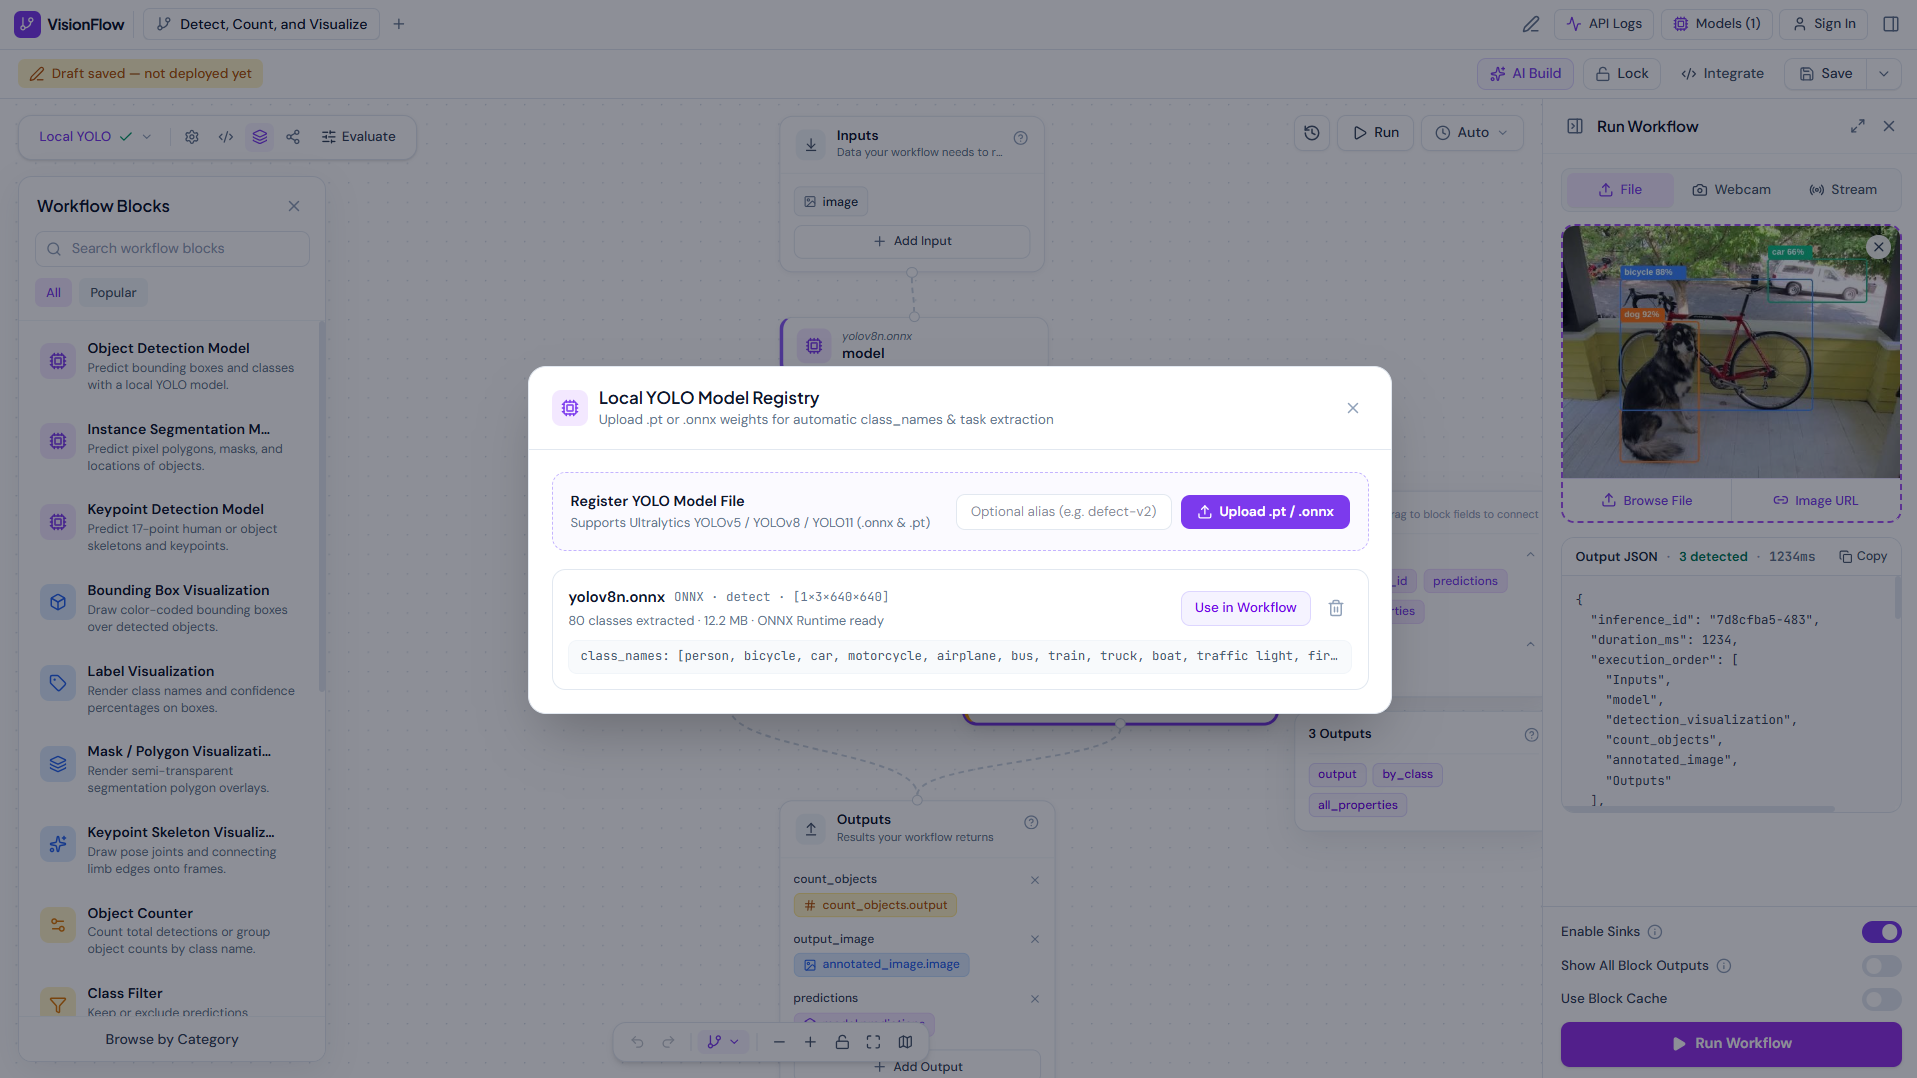 VisionFlow
Detect, Count, and Visualize
API Logs
Models (1)
Sign In
Draft saved — not deployed yet
AI Build
Lock
Integrate
Save
Local YOLO
Evaluate
Workflow Blocks
Search workflow blocks
All
Popular
Object Detection Model
Predict bounding boxes and classes
with a local YOLO model.
Instance Segmentation M...
Predict pixel polygons, masks, and
locations of objects.
Keypoint Detection Model
Predict 17-point human or object
skeletons and keypoints.
Bounding Box Visualization
Draw color-coded bounding boxes
over detected objects.
Label Visualization
Render class names and confidence
percentages on boxes.
Mask / Polygon Visualizati...
Render semi-transparent
segmentation polygon overlays.
Keypoint Skeleton Visualiz...
Draw pose joints and connecting
limb edges onto frames.
Object Counter
Count total detections or group
object counts by class name.
Class Filter
Keep or exclude predictions
Browse by Category
Inputs
Data your workflow needs to r...
image
Add Input
yolov8n.onnx
model
Run
Auto
Local YOLO Model Registry
Upload .pt or .onnx weights for automatic class_names & task extraction
Register YOLO Model File
Supports Ultralytics YOLOv5 / YOLOv8 / YOLO11 (.onnx & .pt)
Optional alias (e.g. defect-v2)
Upload .pt / .onnx
yolov8n.onnx ONNX · detect · [1×3×640×640]
80 classes extracted · 12.2 MB · ONNX Runtime ready
Use in Workflow
class_names: [person, bicycle, car, motorcycle, airplane, bus, train, truck, boat, traffic light, fir...
to block fields to connect
predictions
3 Outputs
output
by_class
all_properties
Outputs
Results your workflow returns
count_objects
count_objects.output
output_image
annotated_image.image
predictions
Add Output
Run Workflow
File
Webcam
Stream
car 66%
bicycle 88%
dog 92%
Browse File
Image URL
Output JSON · 3 detected · 1234ms
Copy
{
"inference_id": "7d8cfba5-483",
"duration_ms": 1234,
"execution_order": [
"Inputs",
"model",
"detection_visualization",
"count_objects",
"annotated_image",
"Outputs"
],
Enable Sinks
Show All Block Outputs
Use Block Cache
Run Workflow